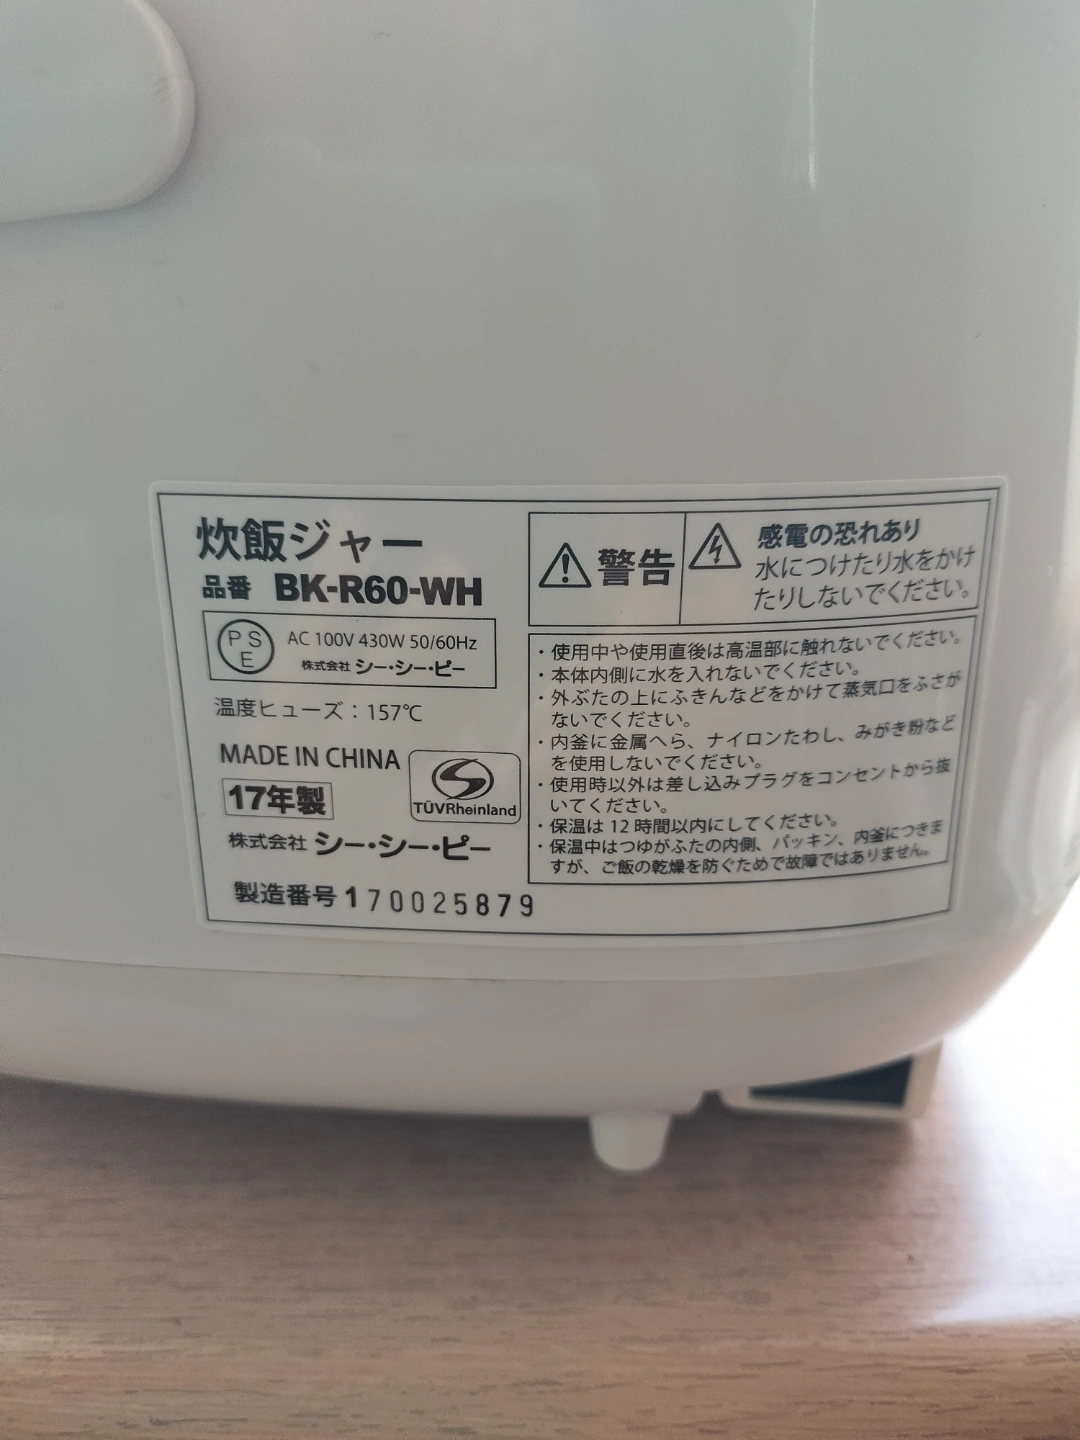 炊飯ジャー
品番 BK-R60-WH
PS
E
AC 100V 430W 50/60Hz
株式会社 シー・シー・ピー
温度ヒューズ：157℃
MADE IN CHINA
17年製
TÜVRheinland
株式会社 シー・シー・ピー
製造番号 170025879
警告
感電の恐れあり
水につけたり水をかけ
たりしないでください。
・使用中や使用直後は高温部に触れないでください。
・本体内側に水を入れないでください。
・外ぶたの上にふきんなどをかけて蒸気口をふさが
ないでください。
・内釜に金属へら、ナイロンたわし、みがき粉など
を使用しないでください。
・使用時以外は差し込みプラグをコンセントから抜
いてください。
・保温は 12 時間以内にしてください。
・保温中はつゆがふたの内側、パッキン、内釜につきま
すが、ご飯の乾燥を防ぐためで故障ではありません。